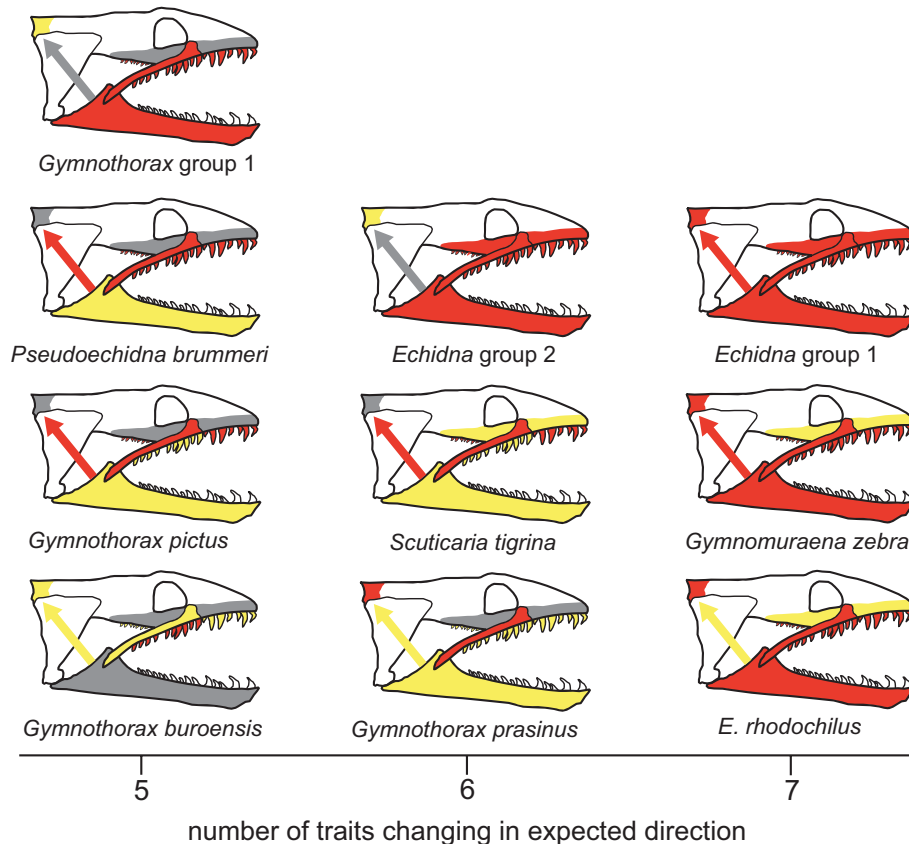 Gymnothorax group 1
Pseudoechidna brummeri
Echidna group 2
Echidna group 1
Gymnothorax pictus
Scuticaria tigrina
Gymnomuraena zebra
Gymnothorax buroensis
Gymnothorax prasinus
E. rhodochilus
5
6
7
number of traits changing in expected direction